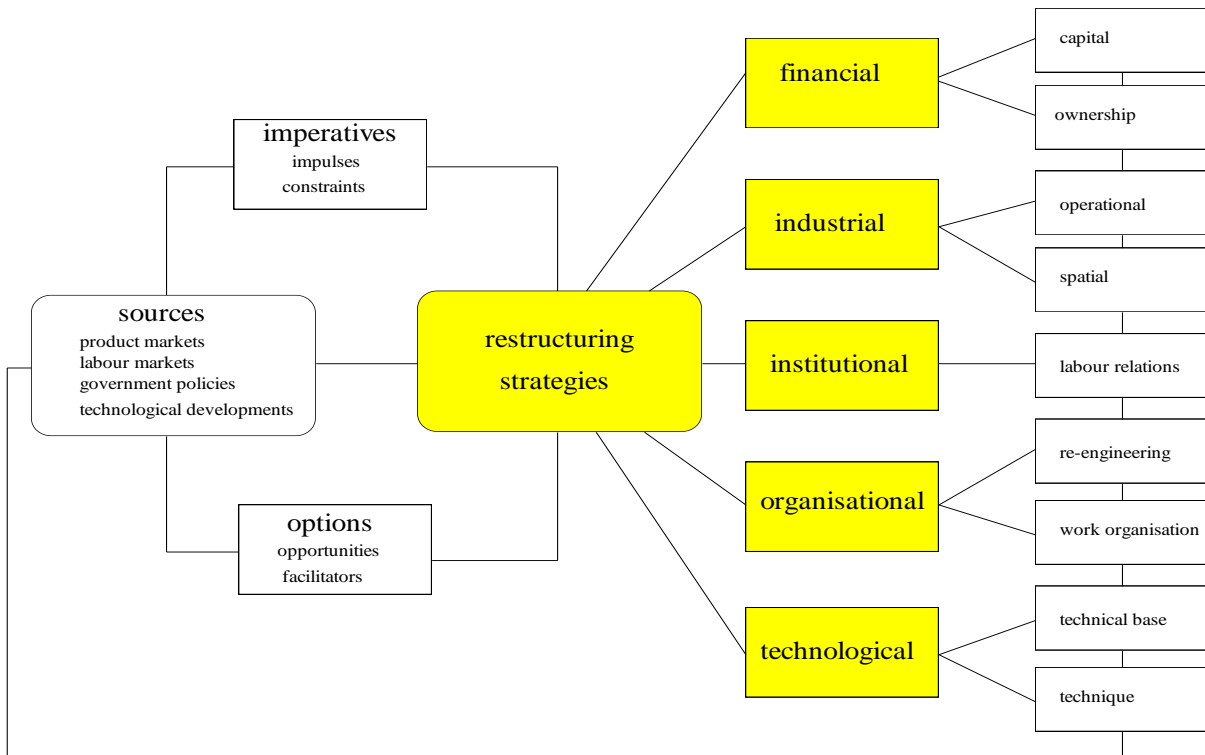 imperatives
impulses
constraints
sources
product markets
labour markets
government policies
technological developments
options
opportunities
facilitators
restructuring
strategies
financial
industrial
institutional
organisational
technological
capital
ownership
operational
spatial
labour relations
re-engineering
work organisation
technical base
technique